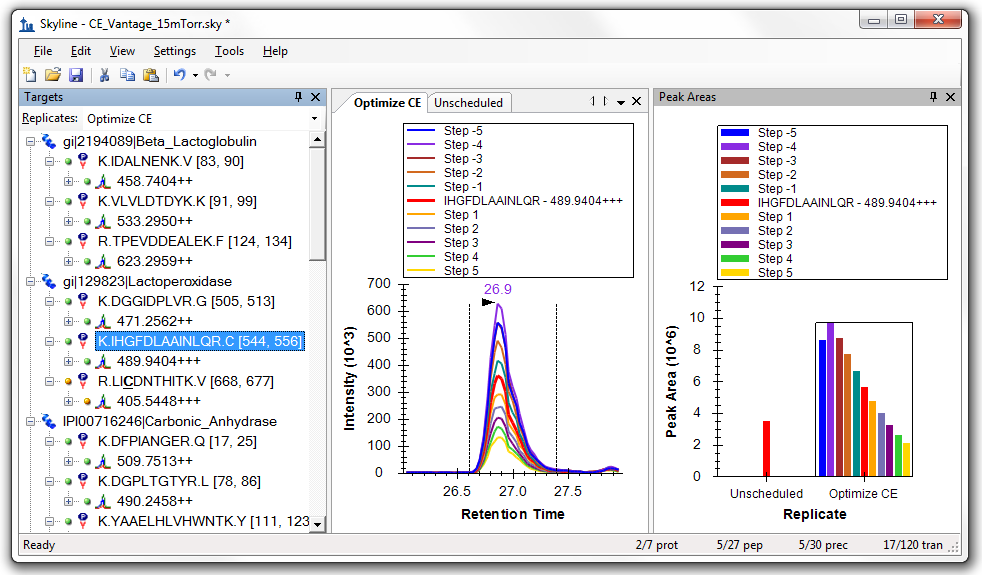 Skyline - CE_Vantage_15mTorr.sky *
File Edit View Settings Tools Help
Targets
Replicates: Optimize CE
gi|2194089|Beta_Lactoglobulin
K.IDALNENK.V [83, 90]
458.7404++
K.VLVLDTDYK.K [91, 99]
533.2950++
R.TPEVDDEALEK.F [124, 134]
623.2959++
gi|129823|Lactoperoxidase
K.DGGIDPLVR.G [505, 513]
471.2562++
K.IHGFDLAAINLQR.C [544, 556]
489.9404+++
R.LICDNTHITK.V [668, 677]
405.5448+++
IPI00716246|Carbonic_Anhydrase
K.DFPIANGER.Q [17, 25]
509.7513++
K.DGPLTGTYR.L [78, 86]
490.2458++
K.YAAELHLVHWNTK.Y [111, 123
Optimize CE Unscheduled
Step -5
Step -4
Step -3
Step -2
Step -1
IHGFDLAAINLQR - 489.9404+++
Step 1
Step 2
Step 3
Step 4
Step 5
26.9
700
600
500
400
300
200
100
0
Intensity (10^3)
26.5 27.0 27.5
Retention Time
Peak Areas
Step -5
Step -4
Step -3
Step -2
Step -1
IHGFDLAAINLQR - 489.9404+++
Step 1
Step 2
Step 3
Step 4
Step 5
12
10
8
6
4
2
0
Peak Area (10^6)
Unscheduled Optimize CE
Replicate
Ready 2/7 prot 5/27 pep 5/30 prec 17/120 tran